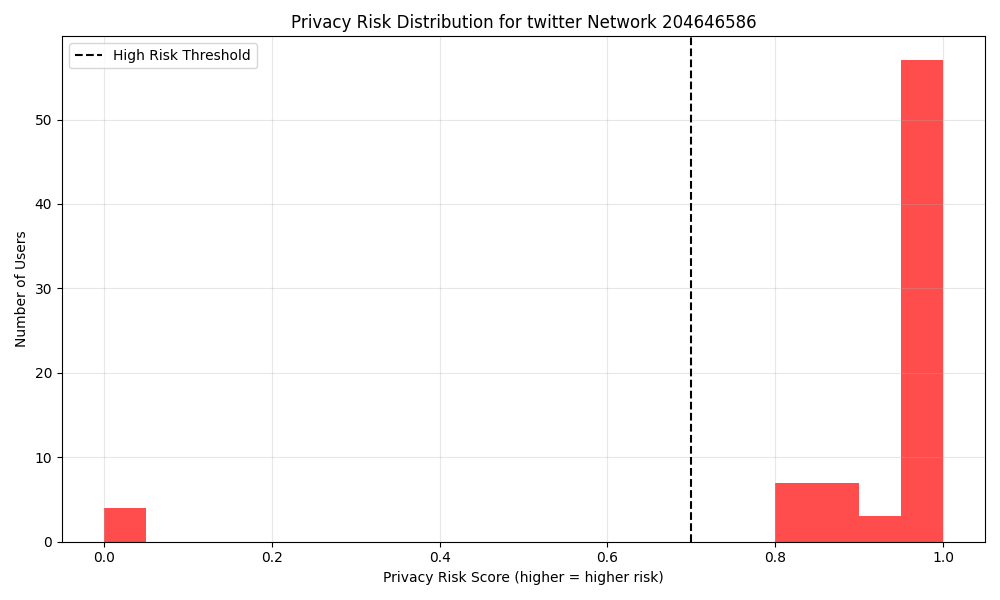 Privacy Risk Distribution for twitter Network 204646586
High Risk Threshold
Number of Users
50
40
30
20
10
0
0.0 0.2 0.4 0.6 0.8 1.0
Privacy Risk Score (higher = higher risk)